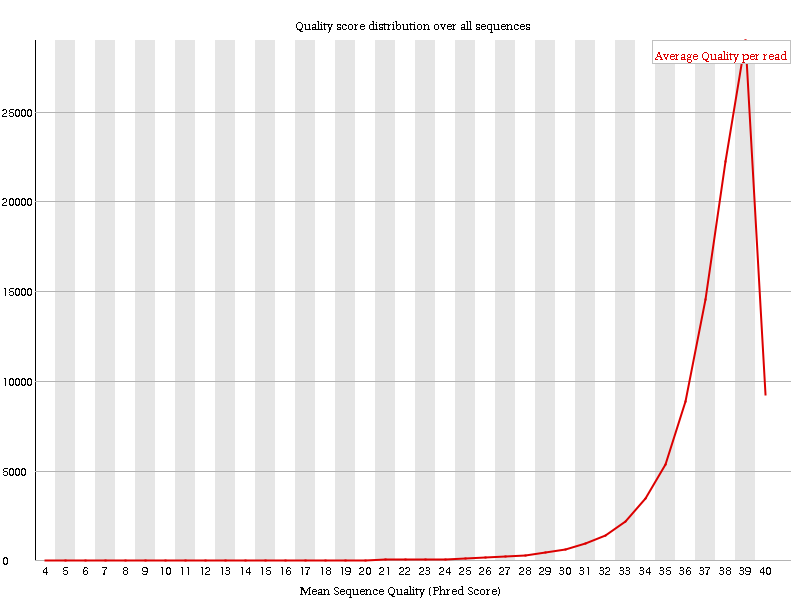 Quality score distribution over all sequences
Average Quality per read
25000
20000
15000
10000
5000
0
4 5 6 7 8 9 10 11 12 13 14 15 16 17 18 19 20 21 22 23 24 25 26 27 28 29 30 31 32 33 34 35 36 37 38 39 40
Mean Sequence Quality (Phred Score)